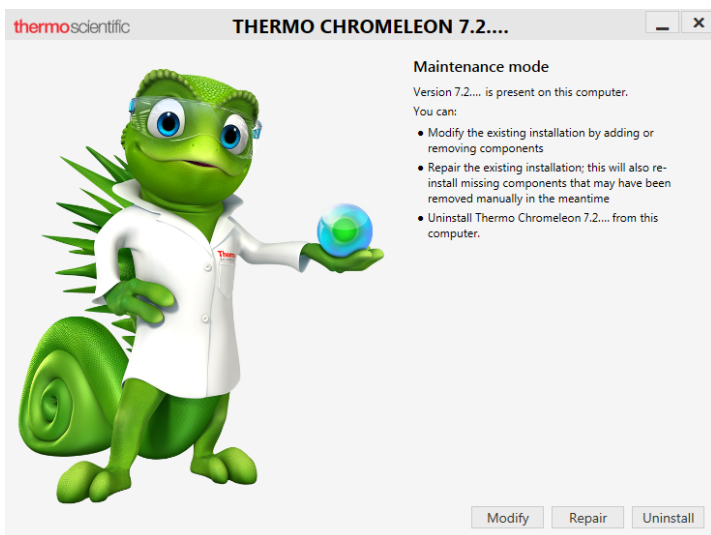 thermoscientific
THERMO CHROMELEON 7.2....
Maintenance mode
Version 7.2.... is present on this computer.
You can:
● Modify the existing installation by adding or
removing components
● Repair the existing installation; this will also re-
install missing components that may have been
removed manually in the meantime
● Uninstall Thermo Chromeleon 7.2.... from this
computer.
Thermo
Modify Repair Uninstall